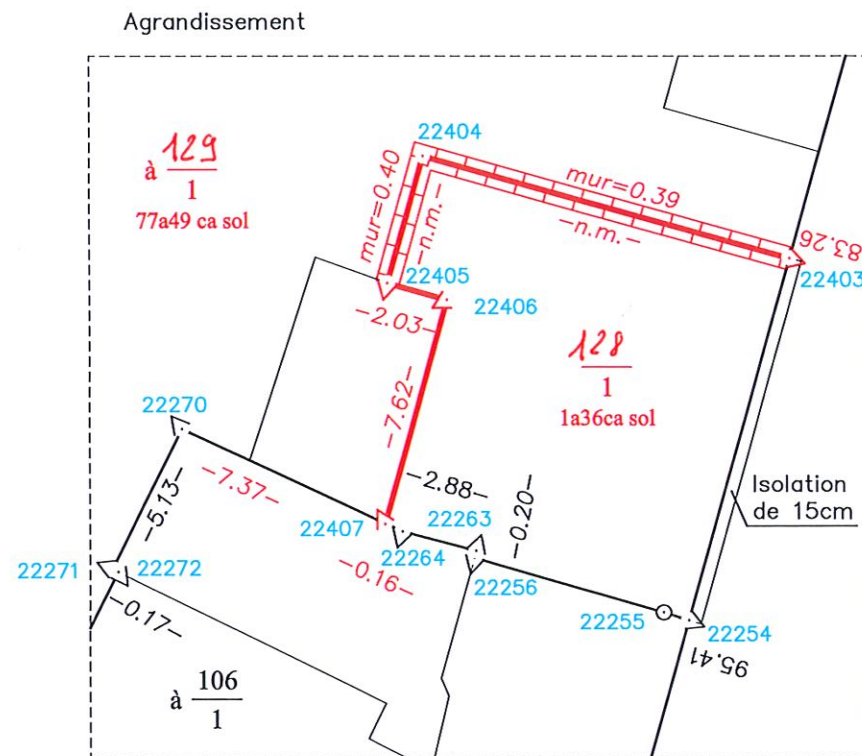 Agrandissement
22404
129
à
1
77a49 ca sol
mur=0.40
–n.m.–
mur=0.39
–n.m.–
83.26
22403
22405
22406
–2.03–
128
1
1a36ca sol
–7.62–
22270
–7.37–
–5.13–
–2.88–
–0.20–
22407
22263
22264
–0.16–
22256
Isolation
de 15cm
22271
22272
–0.17–
22255
22254
95.41
à
106
1